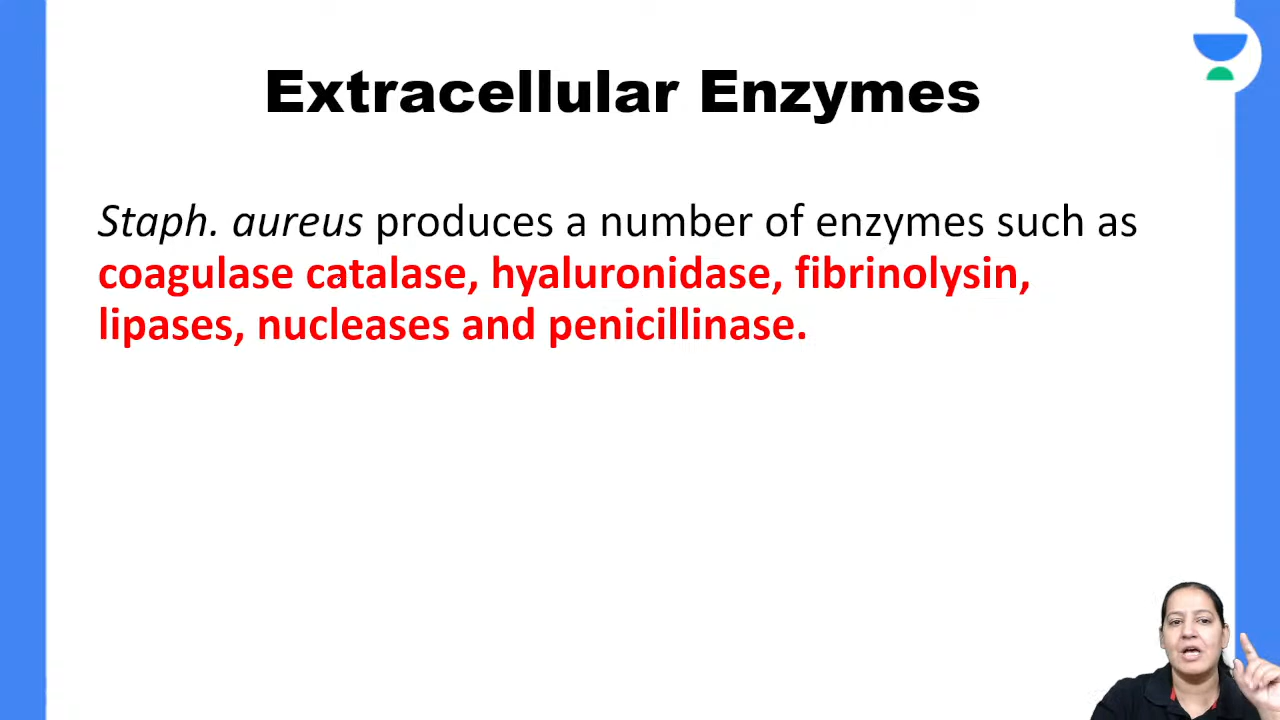 Extracellular Enzymes
Staph. aureus produces a number of enzymes such as
coagulase catalase, hyaluronidase, fibrinolysin,
lipases, nucleases and penicillinase.